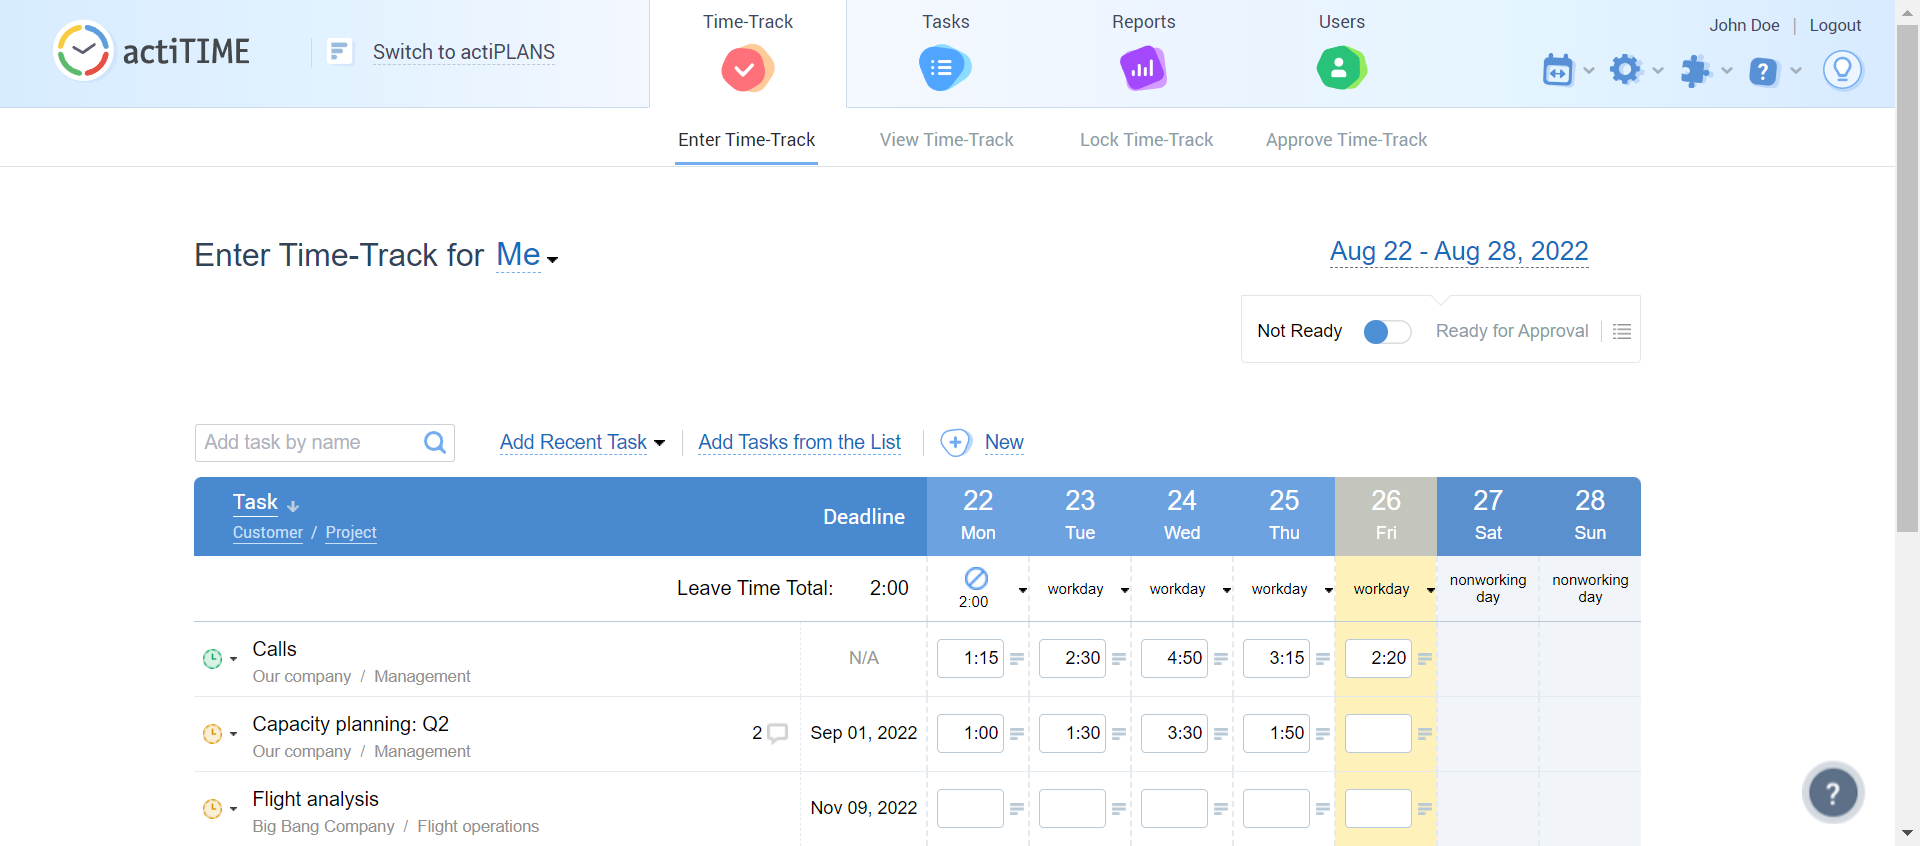 actiTIME
Switch to actiPLANS
Time-Track
Tasks
Reports
Users
John Doe | Logout
Enter Time-Track
View Time-Track
Lock Time-Track
Approve Time-Track
Enter Time-Track for Me
Aug 22 - Aug 28, 2022
Not Ready
Ready for Approval
Add task by name
Add Recent Task
Add Tasks from the List
New
Task
Customer / Project
Deadline
22
Mon
23
Tue
24
Wed
25
Thu
26
Fri
27
Sat
28
Sun
Leave Time Total: 2:00
2:00
workday
workday
workday
workday
nonworking
day
nonworking
day
Calls
Our company / Management
N/A
1:15
2:30
4:50
3:15
2:20
Capacity planning: Q2
Our company / Management
2
Sep 01, 2022
1:00
1:30
3:30
1:50
Flight analysis
Big Bang Company / Flight operations
Nov 09, 2022
?